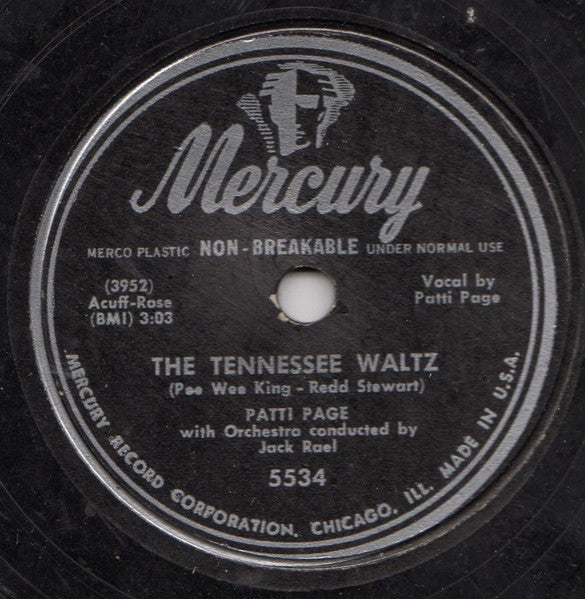 Mercury
MERCO PLASTIC NON-BREAKABLE UNDER NORMAL USE
(3952)
Acuff-Rose
(BMI) 3:03
Vocal by
Patti Page
THE TENNESSEE WALTZ
(Pee Wee King - Redd Stewart)
PATTI PAGE
with Orchestra conducted by
Jack Rael
5534
MERCURY RECORD CORPORATION, CHICAGO, ILL. MADE IN U.S.A.